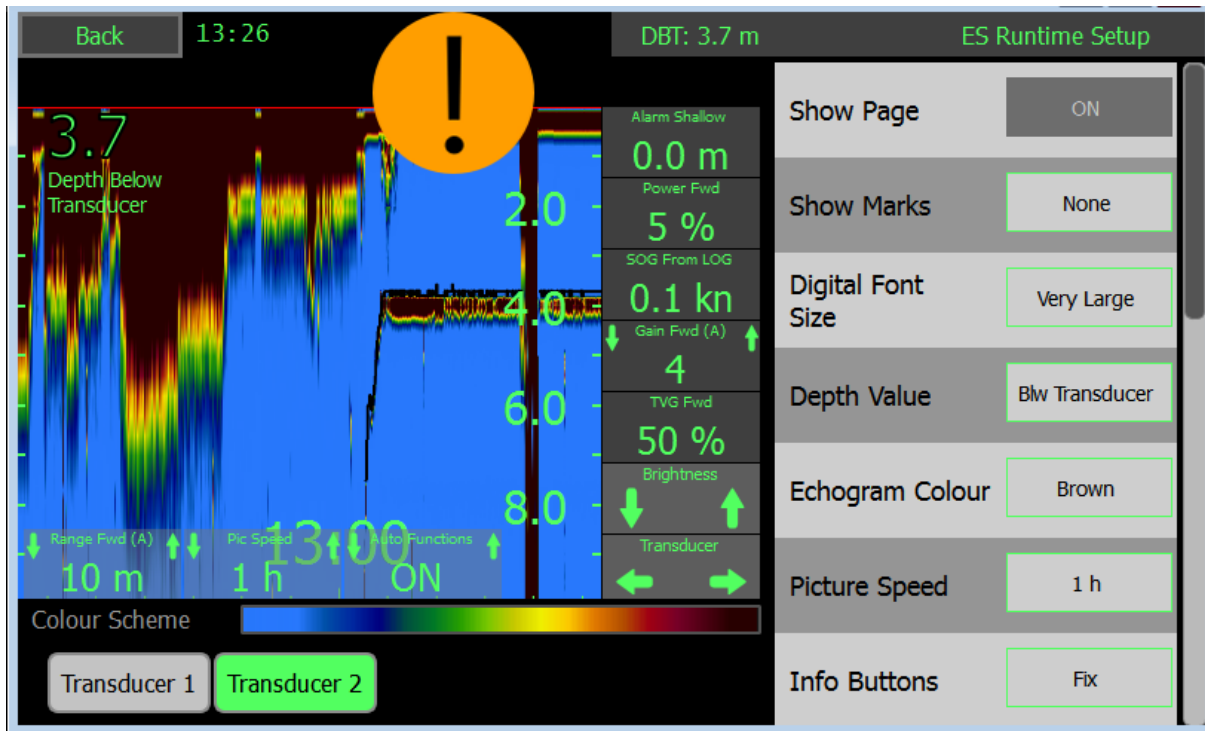 Back
13:26
DBT: 3.7 m
ES Runtime Setup
!
3.7
Depth Below
Transducer
2.0
4.0
6.0
8.0
13:00
Range Fwd (A)
10 m
Pic Speed
1 h
Auto Functions
ON
Alarm Shallow
0.0 m
Power Fwd
5 %
SOG From LOG
0.1 kn
Gain Fwd (A)
4
TVG Fwd
50 %
Brightness
Transducer
Colour Scheme
Transducer 1
Transducer 2
Show Page
ON
Show Marks
None
Digital Font
Size
Very Large
Depth Value
Blw Transducer
Echogram Colour
Brown
Picture Speed
1 h
Info Buttons
Fix